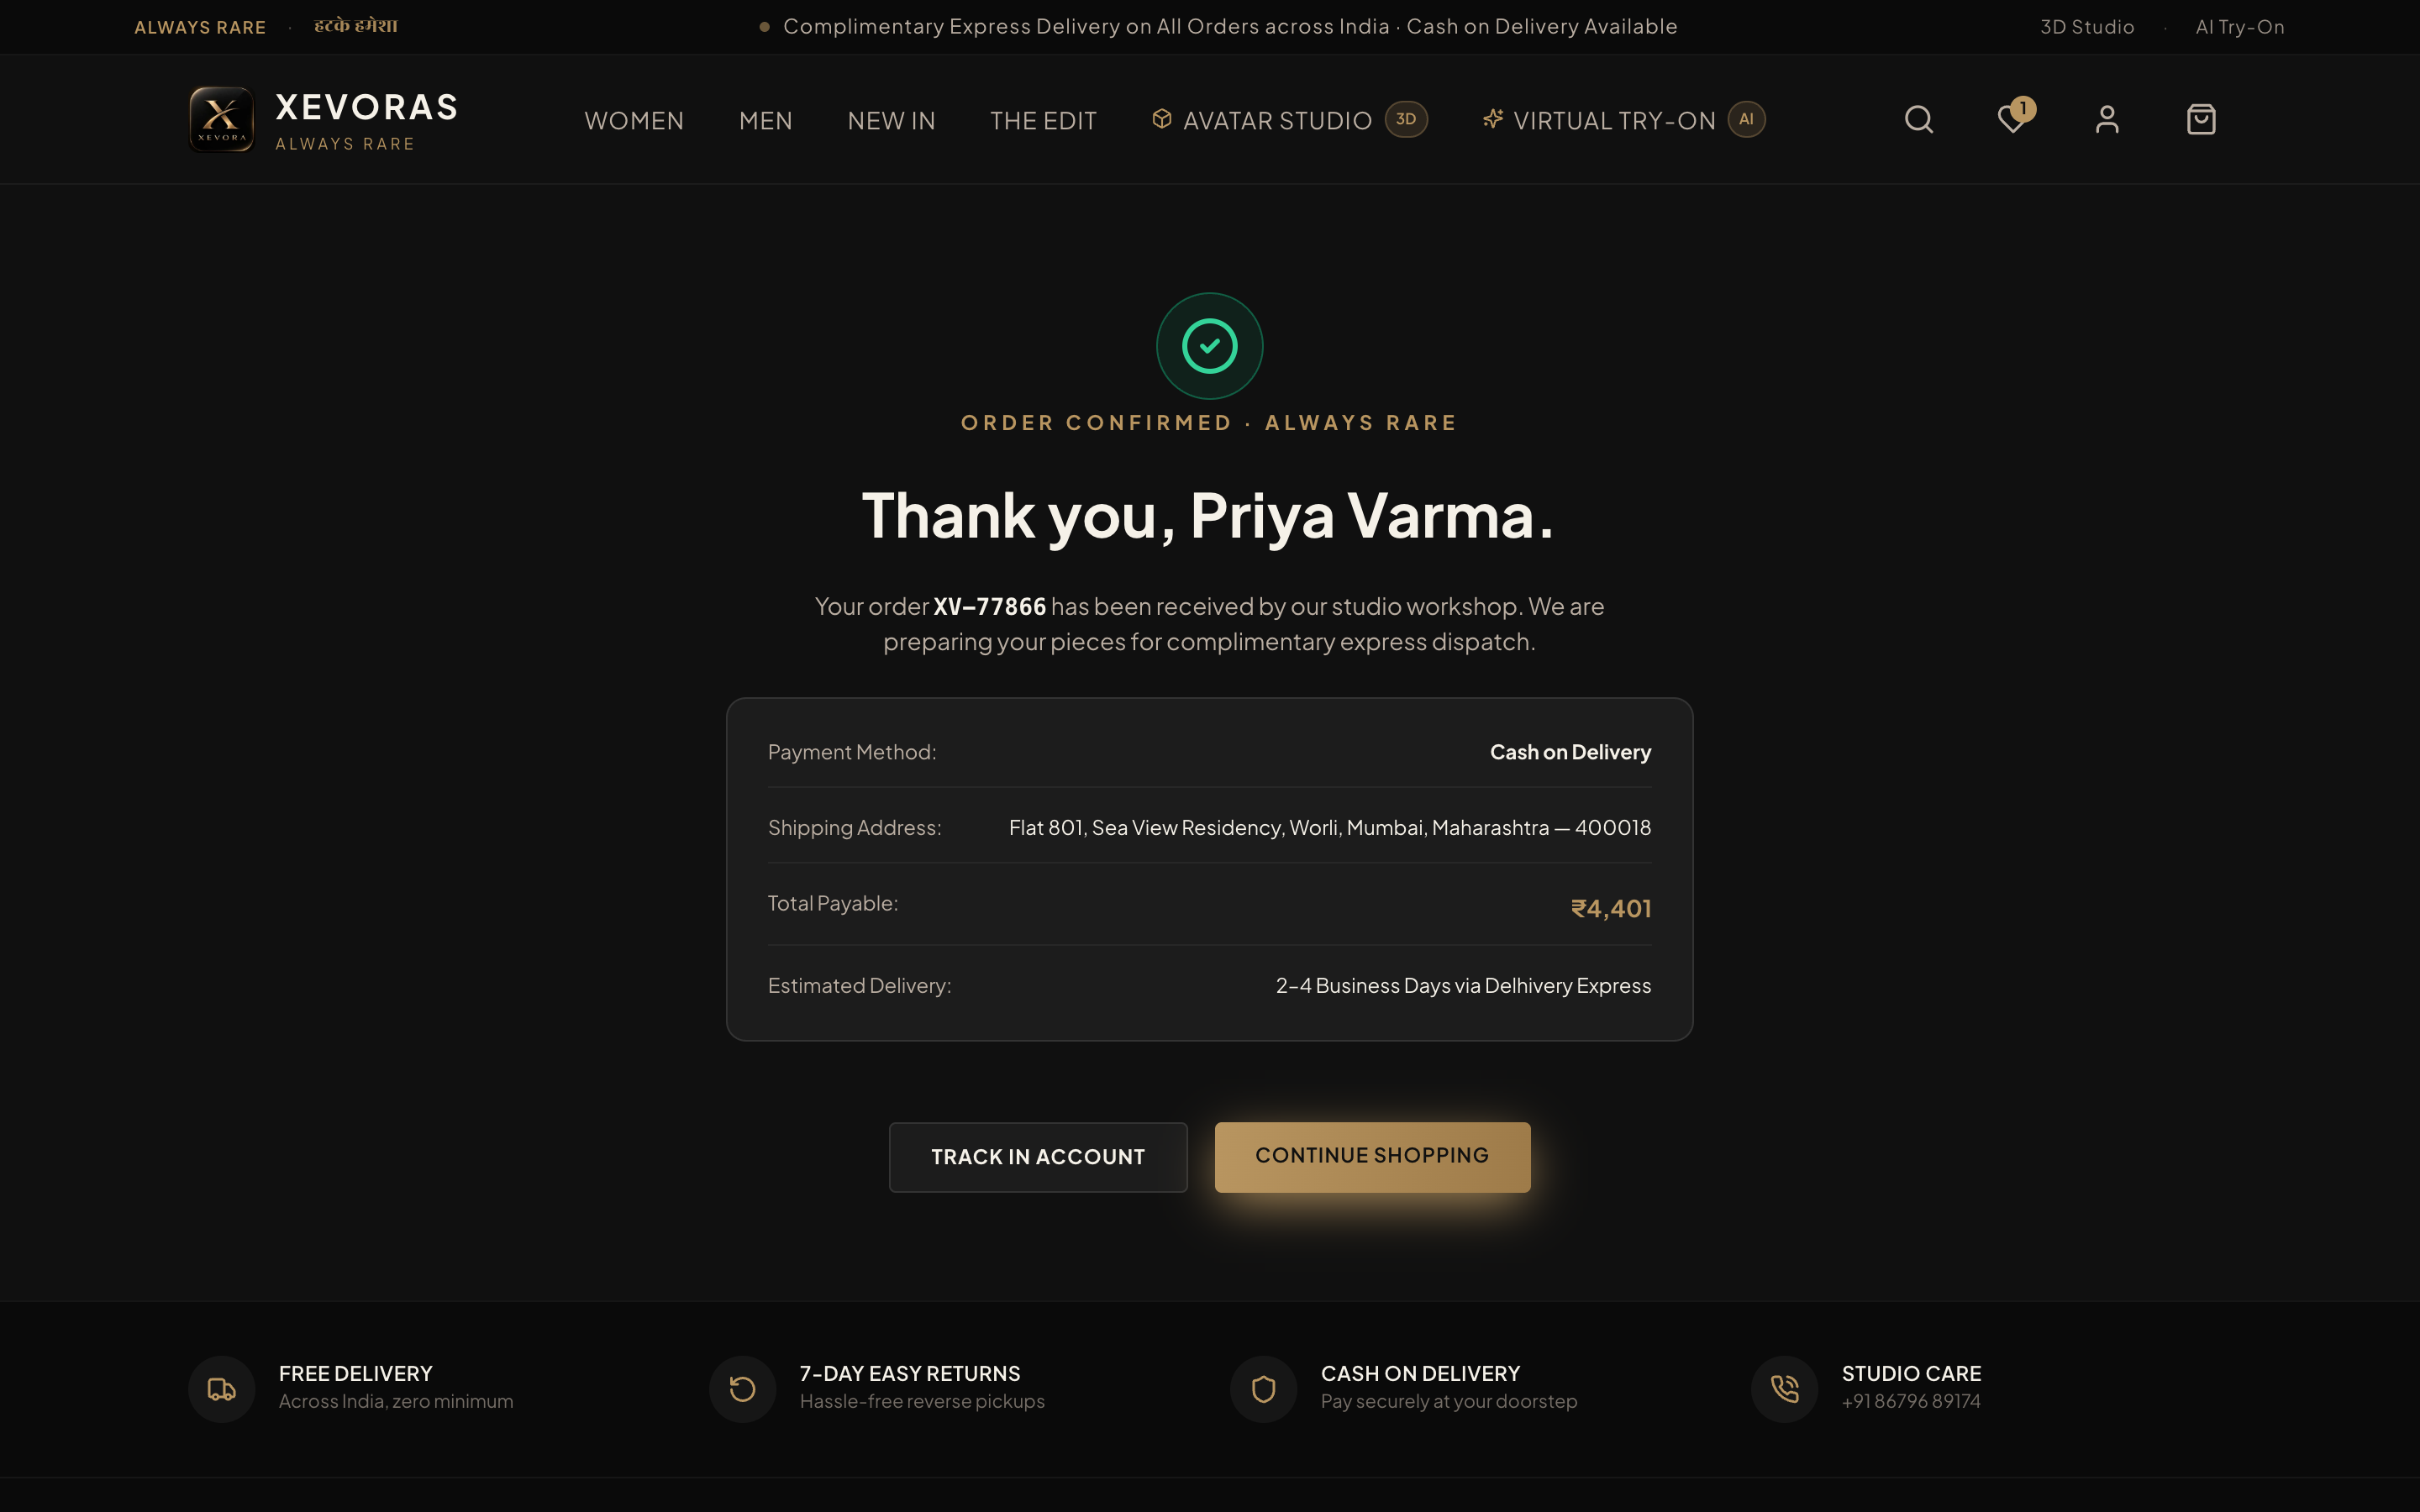 ALWAYS RARE · हटके हमेशा
Complimentary Express Delivery on All Orders across India · Cash on Delivery Available
3D Studio · AI Try-On
X
XEVORA
XEVORAS
ALWAYS RARE
WOMEN
MEN
NEW IN
THE EDIT
AVATAR STUDIO 3D
VIRTUAL TRY-ON AI
1
ORDER CONFIRMED · ALWAYS RARE
Thank you, Priya Varma.
Your order XV-77866 has been received by our studio workshop. We are
preparing your pieces for complimentary express dispatch.
Payment Method: Cash on Delivery
Shipping Address: Flat 801, Sea View Residency, Worli, Mumbai, Maharashtra — 400018
Total Payable: ₹4,401
Estimated Delivery: 2–4 Business Days via Delhivery Express
TRACK IN ACCOUNT
CONTINUE SHOPPING
FREE DELIVERY
Across India, zero minimum
7-DAY EASY RETURNS
Hassle-free reverse pickups
CASH ON DELIVERY
Pay securely at your doorstep
STUDIO CARE
+91 86796 89174